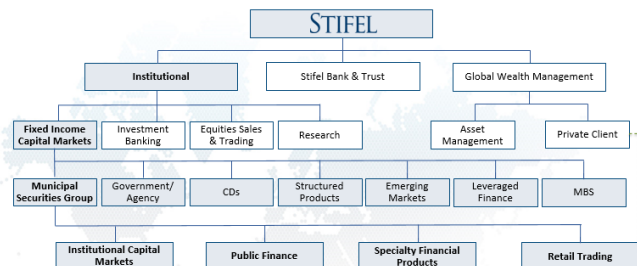 STIFEL
Institutional
Stifel Bank & Trust
Global Wealth Management
Fixed Income
Capital Markets
Investment
Banking
Equities Sales
& Trading
Research
Asset
Management
Private Client
Municipal
Securities Group
Government/
Agency
CDs
Structured
Products
Emerging
Markets
Leveraged
Finance
MBS
Institutional Capital
Markets
Public Finance
Specialty Financial
Products
Retail Trading